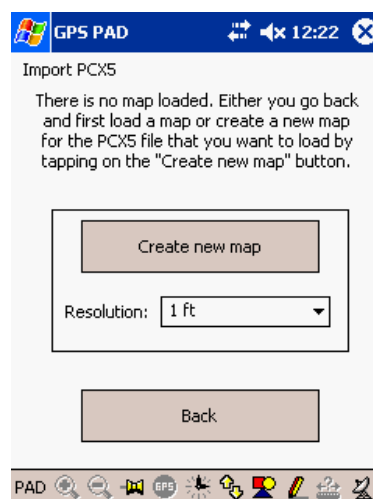 GPS PAD 12:22
Import PCX5
There is no map loaded. Either you go back
and first load a map or create a new map
for the PCX5 file that you want to load by
tapping on the "Create new map" button.
Create new map
Resolution: 1 ft
Back
PAD GPS